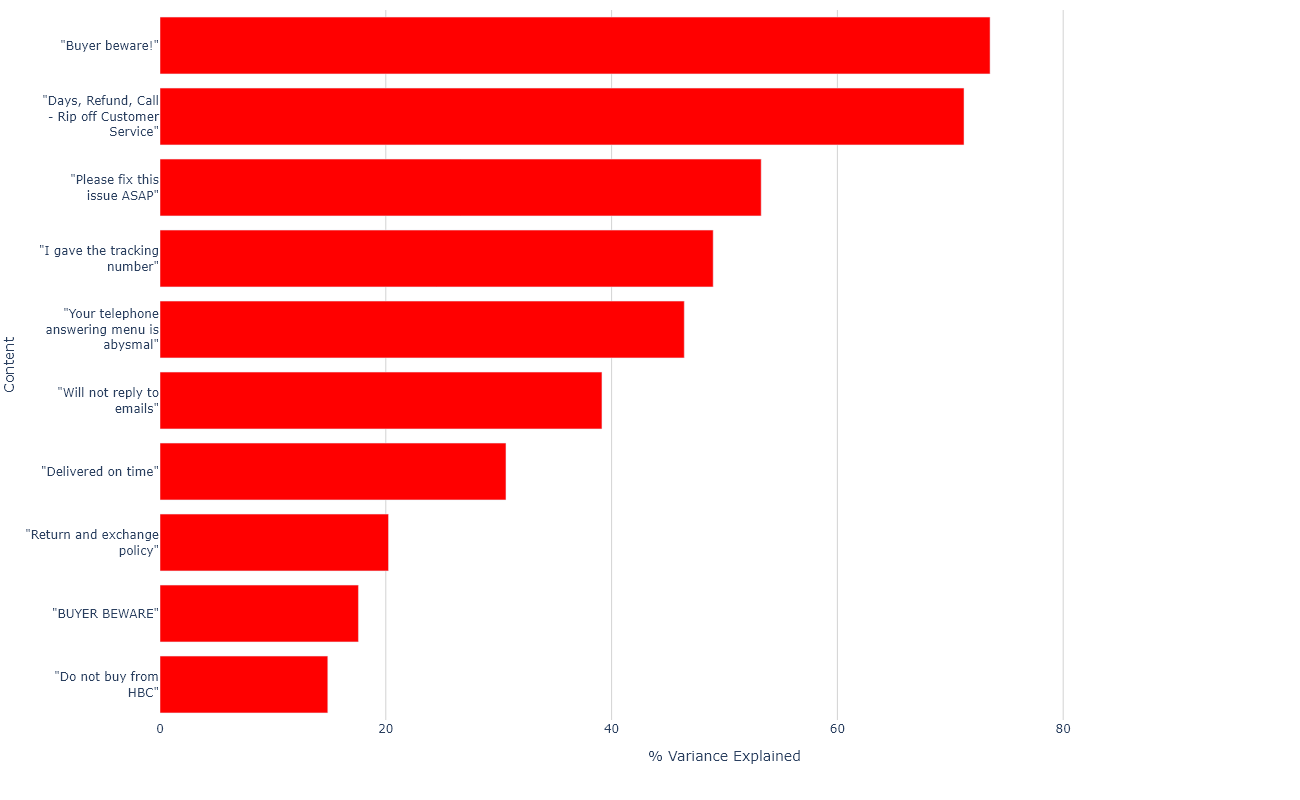 "Buyer beware!"
"Days, Refund, Call
- Rip off Customer
Service"
"Please fix this
issue ASAP"
"I gave the tracking
number"
"Your telephone
answering menu is
abysmal"
"Will not reply to
emails"
"Delivered on time"
"Return and exchange
policy"
"BUYER BEWARE"
"Do not buy from
HBC"
Content
0 20 40 60 80
% Variance Explained